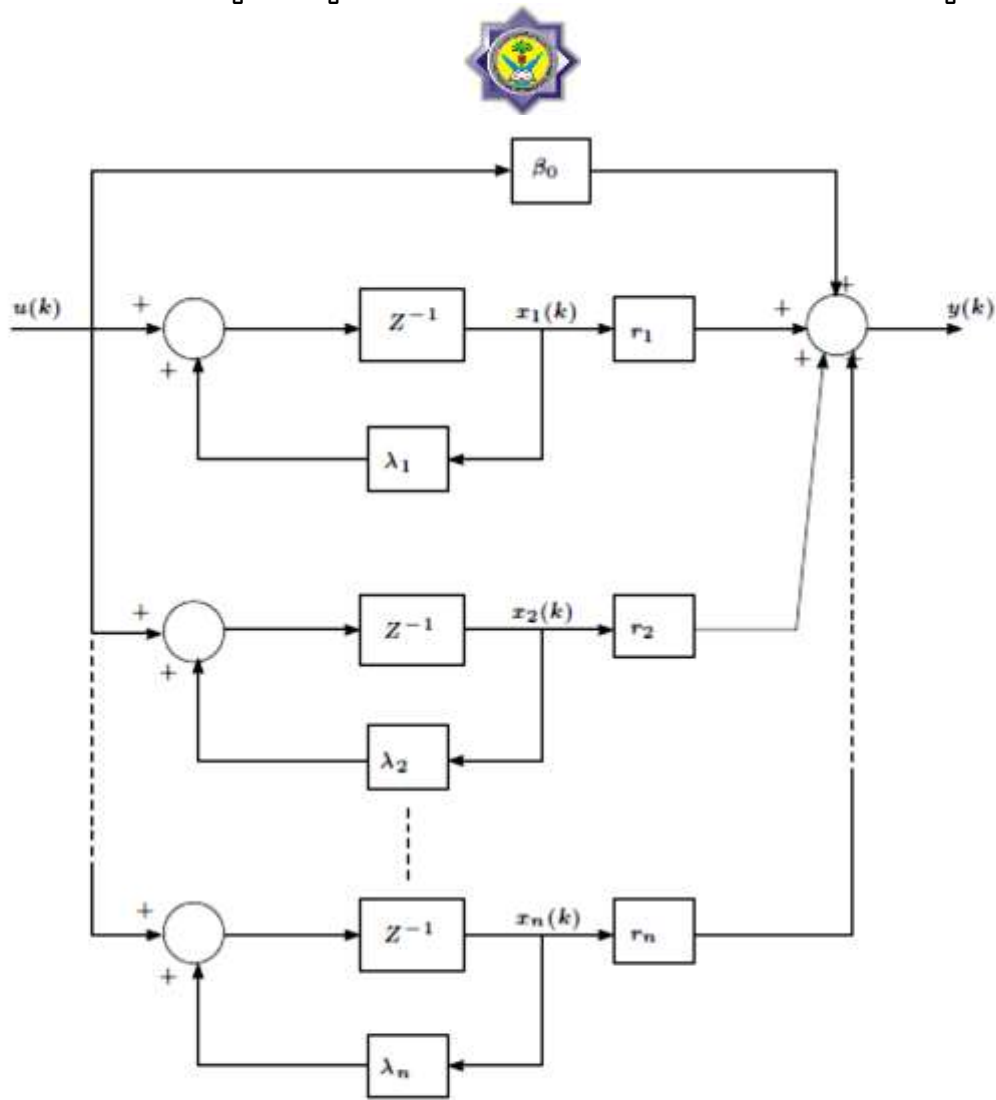 β₀
+
u(k) + Z⁻¹ x₁(k) r₁ + y(k)
+ +
λ₁
+ Z⁻¹ x₂(k) r₂
+
λ₂
+ Z⁻¹ xₙ(k) rₙ
+
λₙ